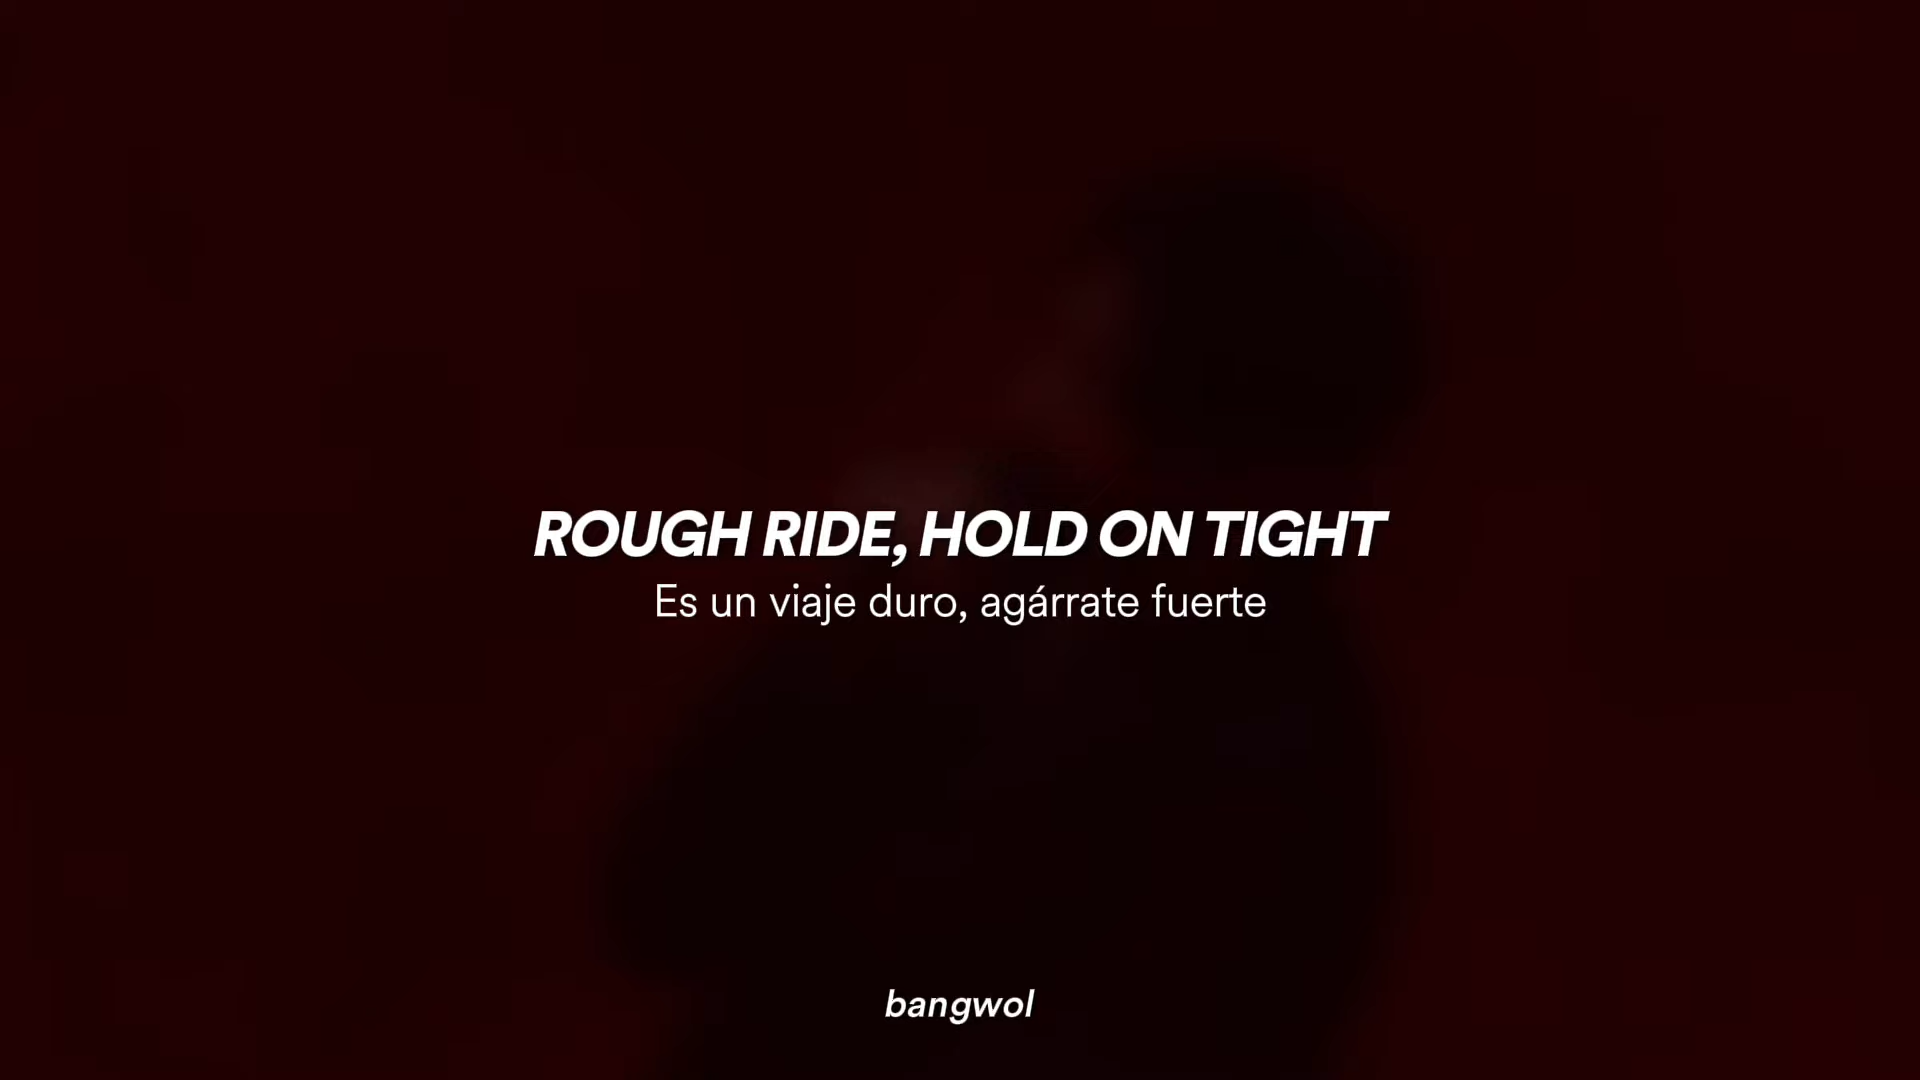 ROUGH RIDE, HOLD ON TIGHT
Es un viaje duro, agárrate fuerte
bangwol